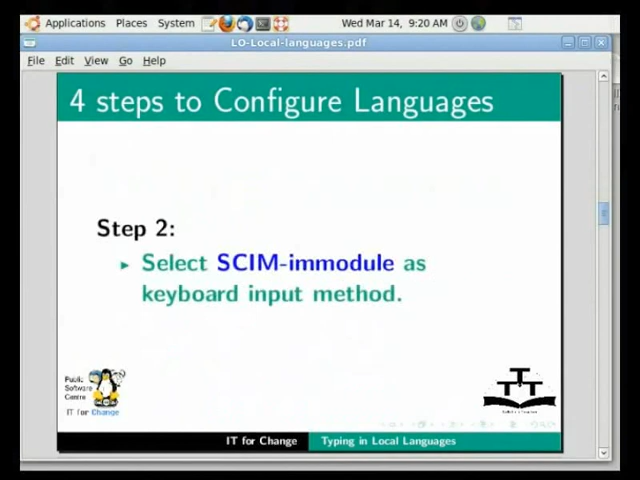 Applications Places System Wed Mar 14, 9:20 AM
LO-Local-languages.pdf
File Edit View Go Help
4 steps to Configure Languages
Step 2:
Select SCIM-immodule as
keyboard input method.
Public
Software
Centre
IT for Change
IT for Change Typing in Local Languages